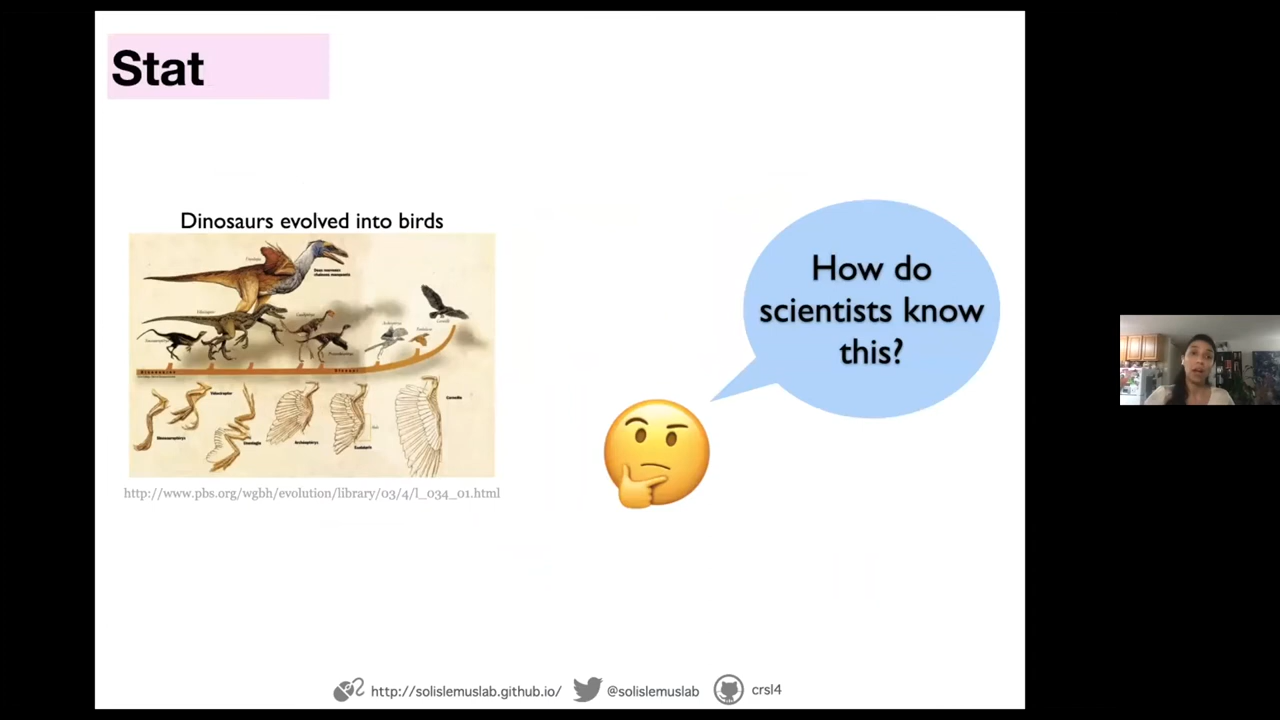 Stat
Dinosaurs evolved into birds
http://www.pbs.org/wgbh/evolution/library/03/4/l_034_01.html
How do
scientists know
this?
http://solislemuslab.github.io/
@solislemuslab
crsl4